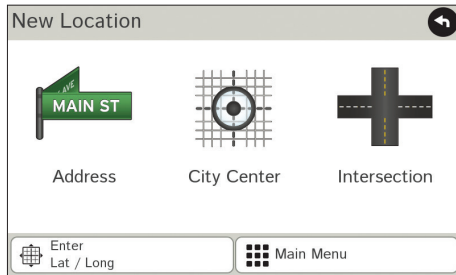 New Location
AVE
MAIN ST
Address
City Center
Intersection
Enter
Lat / Long
Main Menu